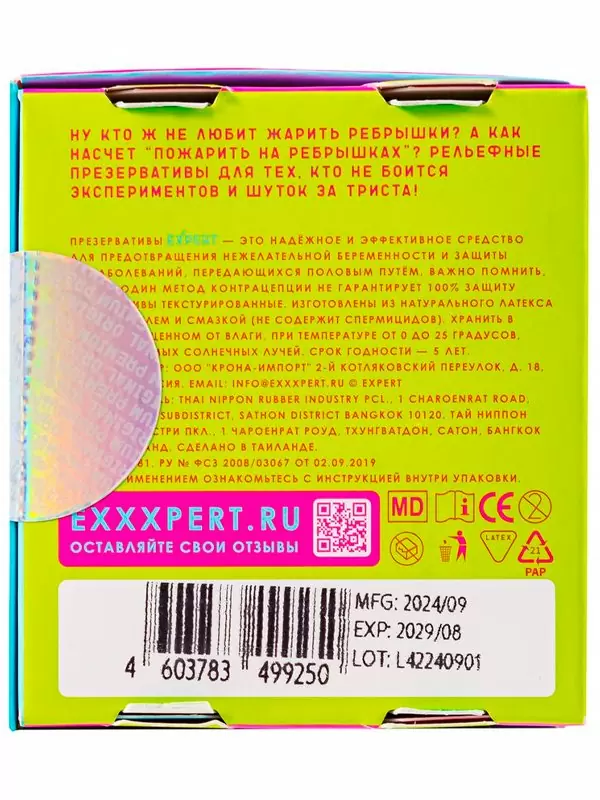 НУ КТО Ж НЕ ЛЮБИТ ЖАРИТЬ РЕБРЫШКИ? А КАК
НАСЧЕТ "ПОЖАРИТЬ НА РЕБРЫШКАХ"? РЕЛЬЕФНЫЕ
ПРЕЗЕРВАТИВЫ ДЛЯ ТЕХ, КТО НЕ БОИТСЯ
ЭКСПЕРИМЕНТОВ И ШУТОК ЗА ТРИСТА!
ПРЕЗЕРВАТИВЫ EXPERT — ЭТО НАДЁЖНОЕ И ЭФФЕКТИВНОЕ СРЕДСТВО
ДЛЯ ПРЕДОТВРАЩЕНИЯ НЕЖЕЛАТЕЛЬНОЙ БЕРЕМЕННОСТИ И ЗАЩИТЫ
ЗАБОЛЕВАНИЙ, ПЕРЕДАЮЩИХСЯ ПОЛОВЫМ ПУТЁМ. ВАЖНО ПОМНИТЬ,
ОДИН МЕТОД КОНТРАЦЕПЦИИ НЕ ГАРАНТИРУЕТ 100% ЗАЩИТУ
ТЕКСТУРИРОВАННЫЕ. ИЗГОТОВЛЕНЫ ИЗ НАТУРАЛЬНОГО ЛАТЕКСА
И СМАЗКОЙ (НЕ СОДЕРЖИТ СПЕРМИЦИДОВ). ХРАНИТЬ В
ОТ ВЛАГИ. ПРИ ТЕМПЕРАТУРЕ ОТ 0 ДО 25 ГРАДУСОВ,
СОЛНЕЧНЫХ ЛУЧЕЙ. СРОК ГОДНОСТИ — 5 ЛЕТ.
ООО "КРОНА-ИМПОРТ" 2-Й КОТЛЯКОВСКИЙ ПЕРЕУЛОК, Д. 18,
EMAIL: INFO@EXXXPERT.RU © EXPERT
THAI NIPPON RUBBER INDUSTRY PCL., 1 CHAROENRAT ROAD,
SUBDISTRICT, SATHON DISTRICT BANGKOK 10120, ТАЙ НИППОН
ПКЛ., 1 ЧАРОЕНРАТ РОУД, ТХУНГВАТДОН, САТОН, БАНГКОК
СДЕЛАНО В ТАИЛАНДЕ.
81. РУ № ФСЗ 2008/03067 ОТ 02.09.2019
ОЗНАКОМЬТЕСЬ С ИНСТРУКЦИЕЙ ВНУТРИ УПАКОВКИ.
EXXXPERT.RU
ОСТАВЛЯЙТЕ СВОИ ОТЗЫВЫ
MD
i
CE
2
LATEX
21
PAP
MFG: 2024/09
EXP: 2029/08
LOT: L42240901
4 603783 499250